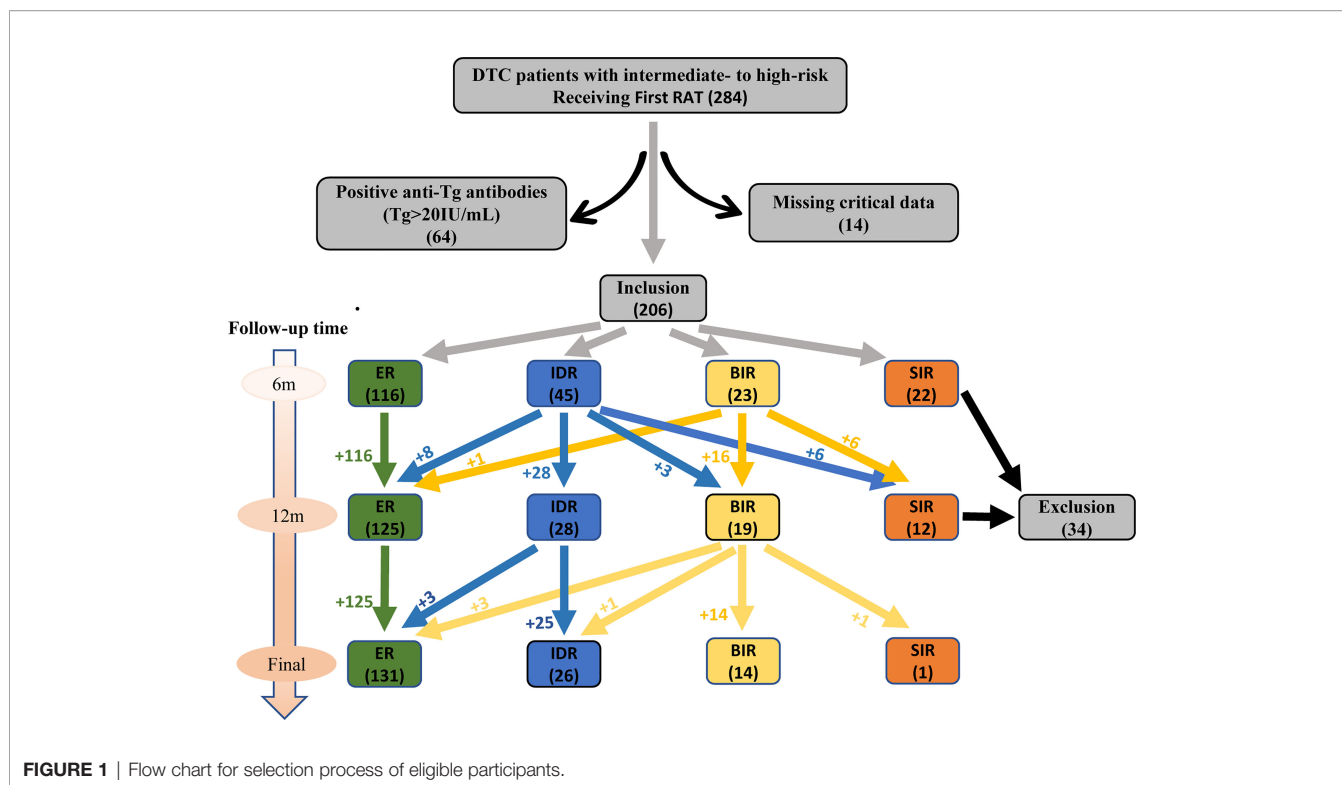 DTC patients with intermediate- to high-risk
Receiving First RAT (284)
Positive anti-Tg antibodies
(Tg>20IU/mL)
(64)
Missing critical data
(14)
Inclusion
(206)
Follow-up time
6m
ER
(116)
IDR
(45)
BIR
(23)
SIR
(22)
+116
+8
+1
+28
+3
+16
+6
+6
12m
ER
(125)
IDR
(28)
BIR
(19)
SIR
(12)
Exclusion
(34)
+125
+3
+3
+25
+1
+14
+1
Final
ER
(131)
IDR
(26)
BIR
(14)
SIR
(1)
FIGURE 1 | Flow chart for selection process of eligible participants.